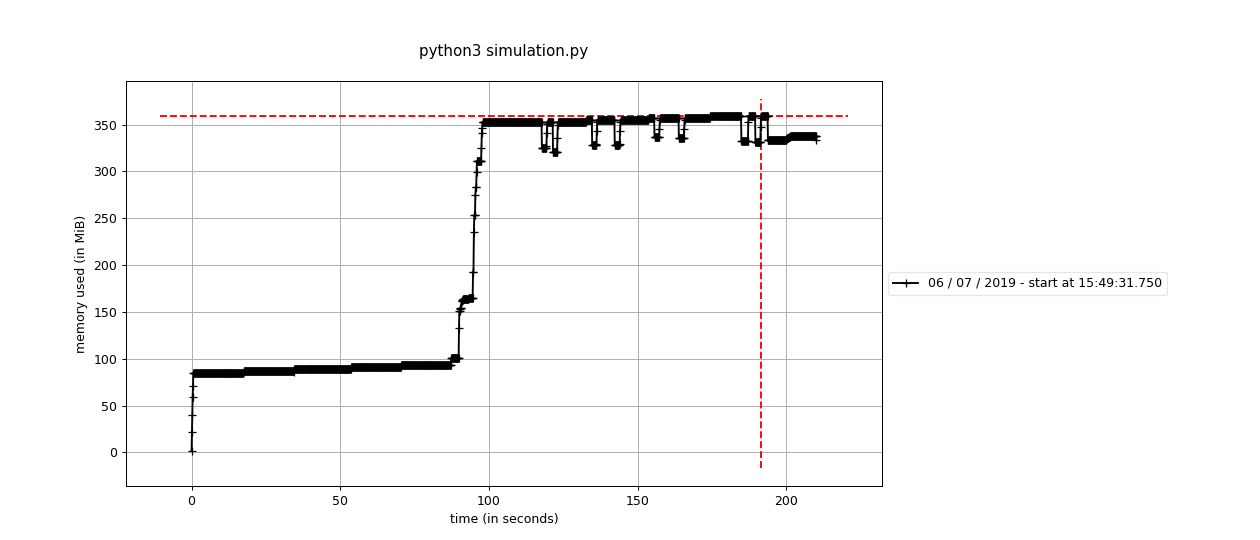 python3 simulation.py
memory used (in MiB)
350
300
250
200
150
100
50
0
0 50 100 150 200
time (in seconds)
06 / 07 / 2019 - start at 15:49:31.750